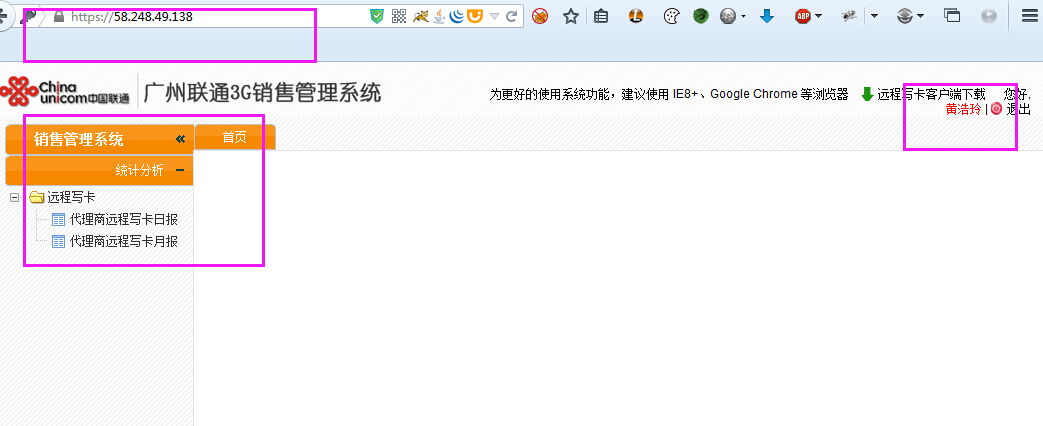 https://58.248.49.138
ABP
China
unicom中国联通
广州联通3G销售管理系统
为更好的使用系统功能，建议使用 IE8+、Google Chrome 等浏览器 远程写卡客户端下载 您好,
黄浩玲 | 退出
销售管理系统 «
首页
统计分析
远程写卡
代理商远程写卡日报
代理商远程写卡月报